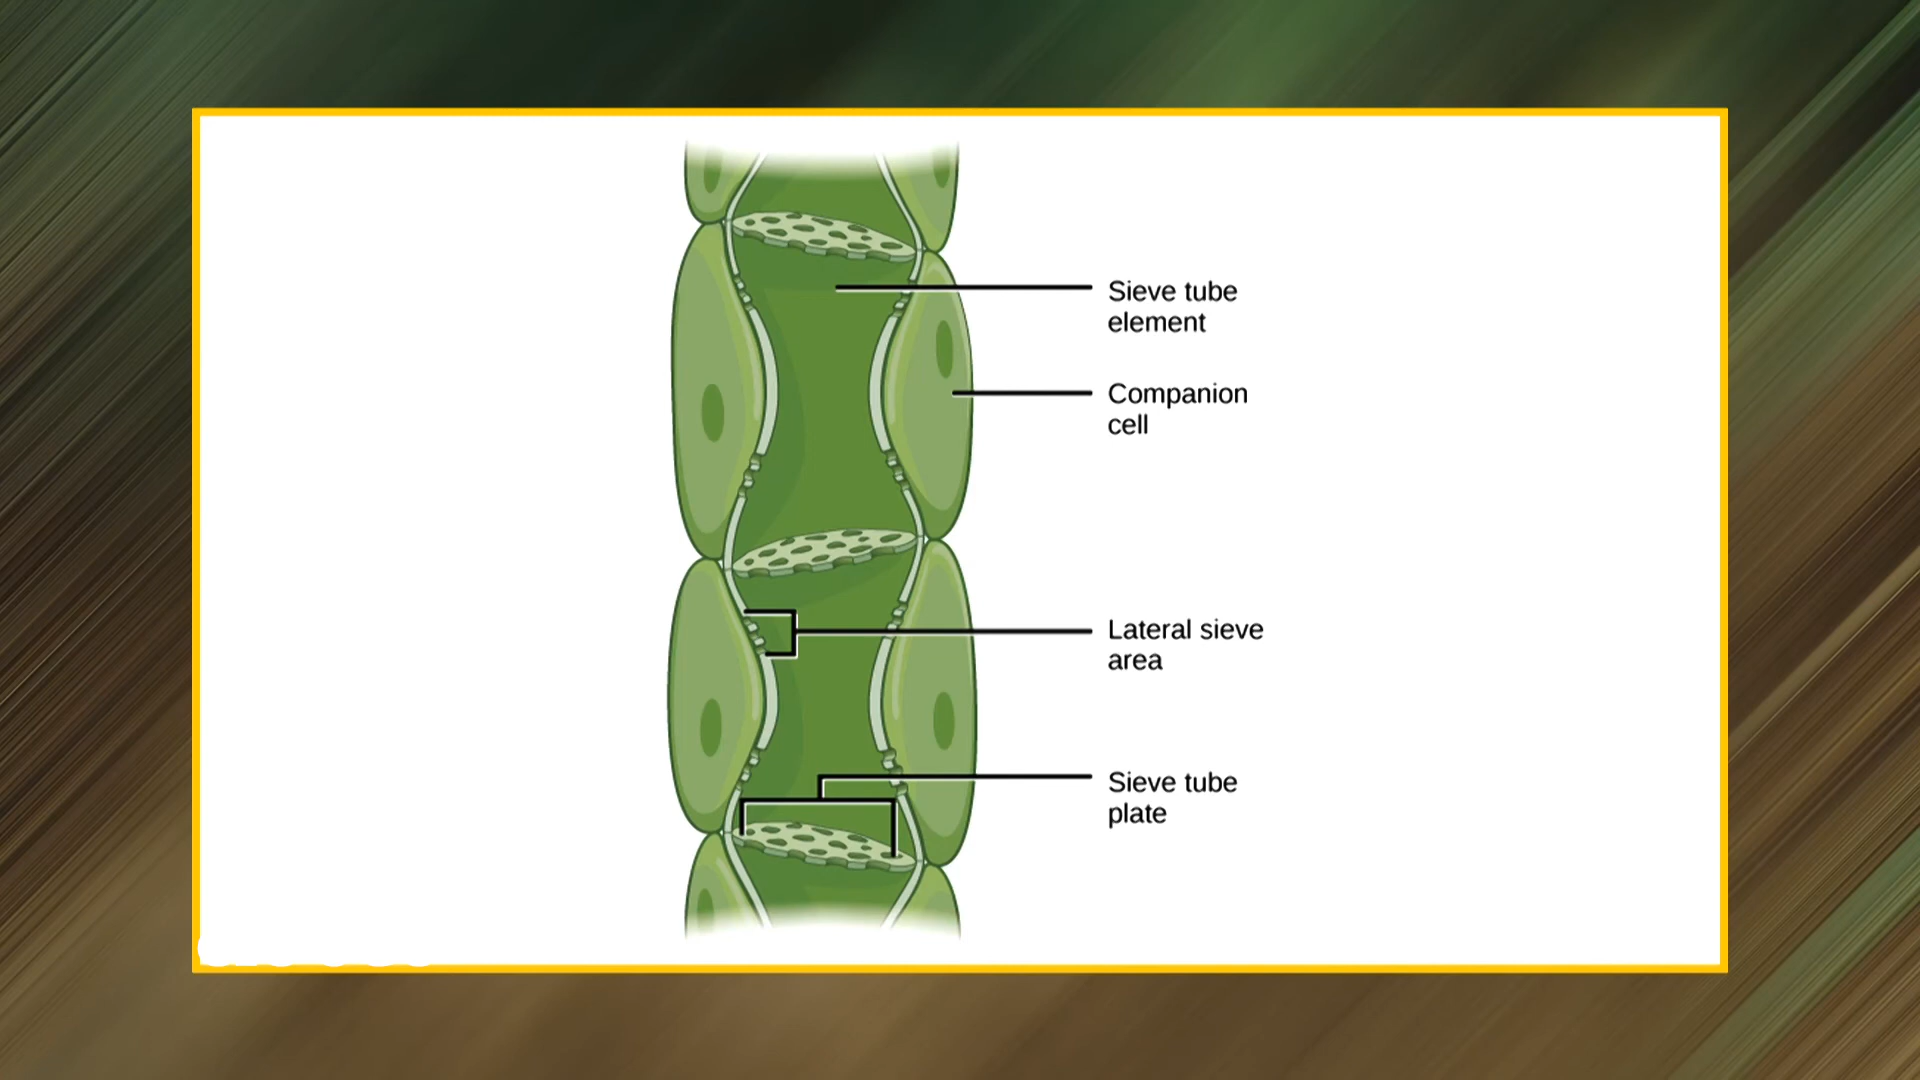 Sieve tube
element
Companion
cell
Lateral sieve
area
Sieve tube
plate